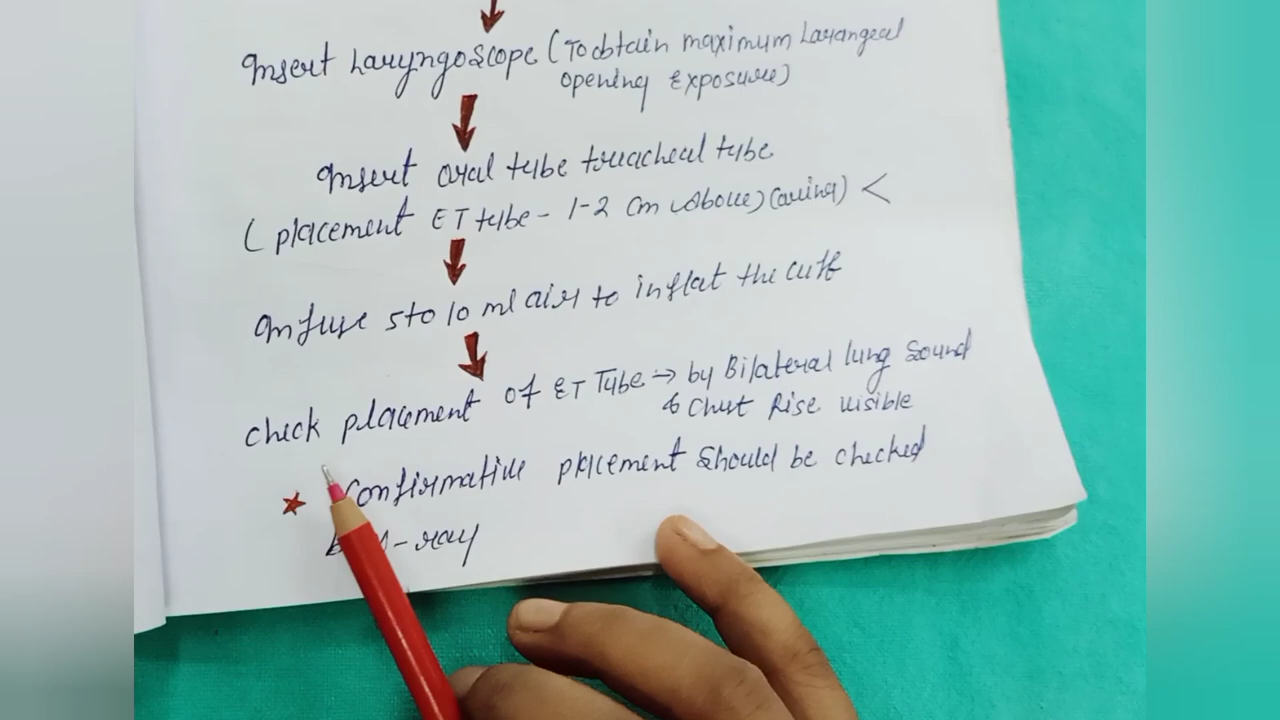 Insert Laryngoscope (To obtain maximum Larangeal
opening Exposure)
Insert oral tube tracheal tube
( placement ET tube - 1-2 cm above) (carina) <
Infuse 5 to 10 ml air to inflat the cuff
check placement of ET Tube → by Bilateral lung sound
& Chest Rise visible
★ Confirmative placement should be checked
-ray